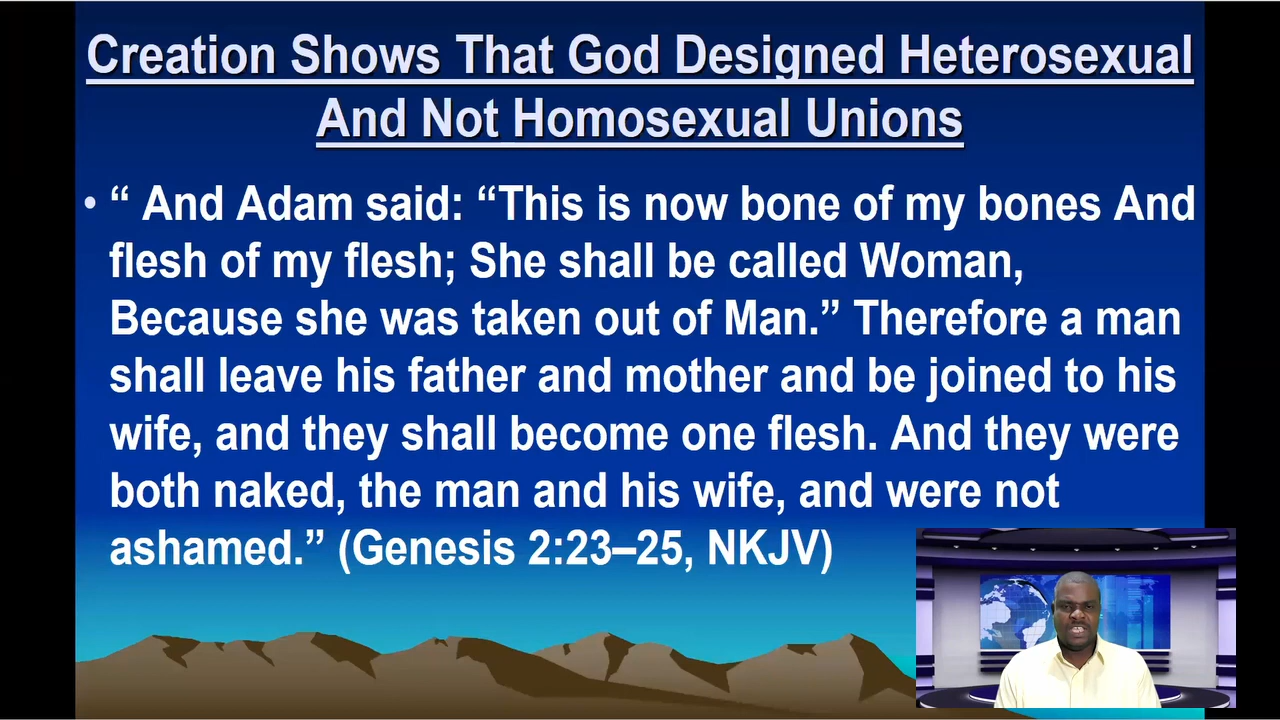 Creation Shows That God Designed Heterosexual
And Not Homosexual Unions
• “ And Adam said: “This is now bone of my bones And
flesh of my flesh; She shall be called Woman,
Because she was taken out of Man.” Therefore a man
shall leave his father and mother and be joined to his
wife, and they shall become one flesh. And they were
both naked, the man and his wife, and were not
ashamed.” (Genesis 2:23–25, NKJV)